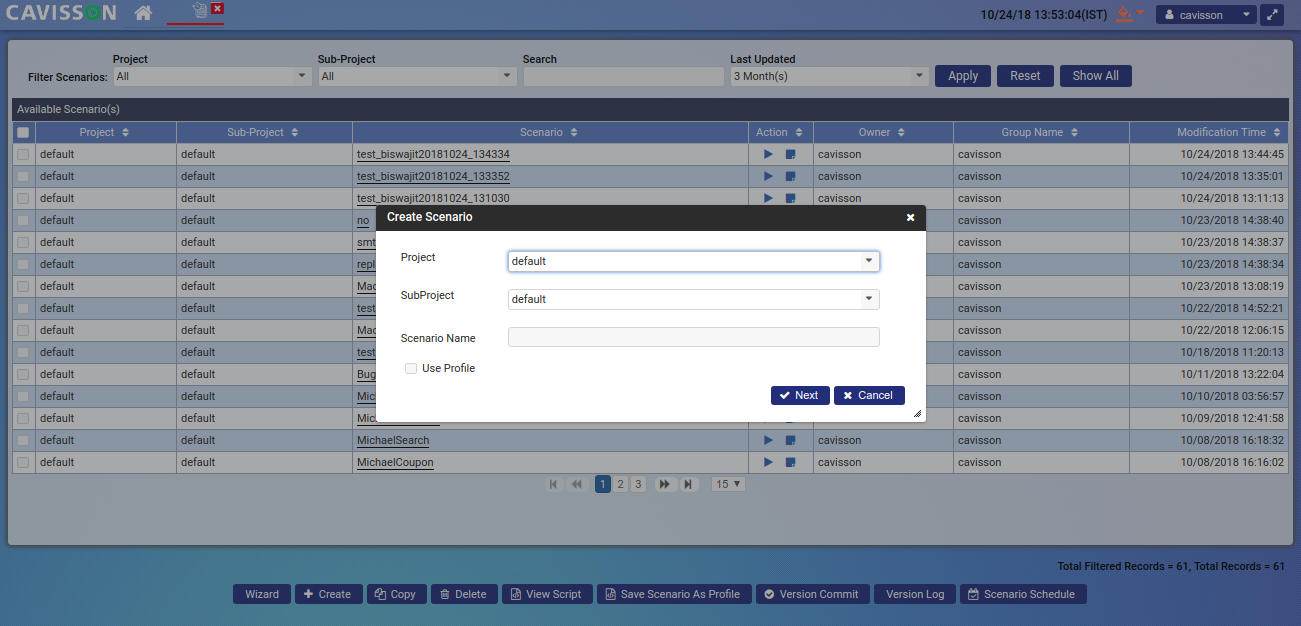 CAVISSON
10/24/18 13:53:04(IST)
cavisson
Filter Scenarios:
Project
All
Sub-Project
All
Search
Last Updated
3 Month(s)
Apply
Reset
Show All
Available Scenario(s)
Project Sub-Project Scenario Action Owner Group Name Modification Time
default default test_biswajit20181024_134334 cavisson cavisson 10/24/2018 13:44:45
default default test_biswajit20181024_133352 cavisson cavisson 10/24/2018 13:35:01
default default test_biswajit20181024_131030 cavisson cavisson 10/24/2018 13:11:13
default default no cavisson 10/23/2018 14:38:40
default default smt cavisson 10/23/2018 14:38:37
default default repl cavisson 10/23/2018 14:38:34
default default Mac cavisson 10/23/2018 13:08:19
default default test cavisson 10/22/2018 14:52:21
default default Mac cavisson 10/22/2018 12:06:15
default default test cavisson 10/18/2018 11:20:13
default default Bug cavisson 10/11/2018 13:22:04
default default Mic cavisson 10/10/2018 03:56:57
default default Mic cavisson 10/09/2018 12:41:58
default default MichaelSearch cavisson cavisson 10/08/2018 16:18:32
default default MichaelCoupon cavisson cavisson 10/08/2018 16:16:02
Create Scenario
Project
default
SubProject
default
Scenario Name
Use Profile
Next
Cancel
1 2 3 15
Total Filtered Records = 61, Total Records = 61
Wizard
Create
Copy
Delete
View Script
Save Scenario As Profile
Version Commit
Version Log
Scenario Schedule